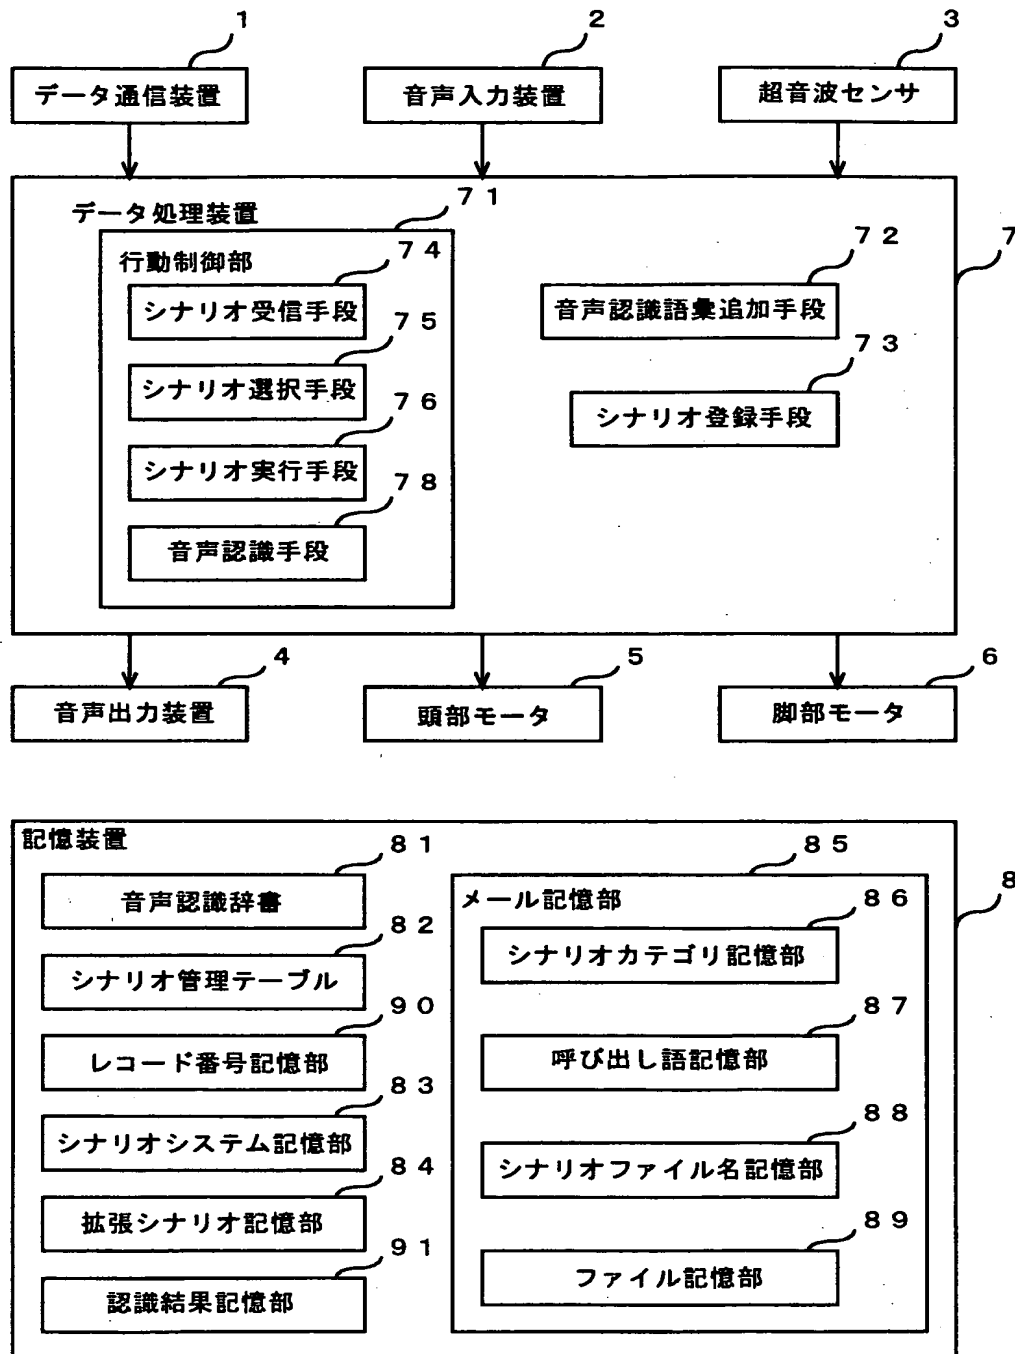 １
２
３
データ通信装置
音声入力装置
超音波センサ
７
データ処理装置
７１
行動制御部
７４
シナリオ受信手段
７５
シナリオ選択手段
７６
シナリオ実行手段
７８
音声認識手段
７２
音声認識語彙追加手段
７３
シナリオ登録手段
４
５
６
音声出力装置
頭部モータ
脚部モータ
８
記憶装置
８１
音声認識辞書
８２
シナリオ管理テーブル
９０
レコード番号記憶部
８３
シナリオシステム記憶部
８４
拡張シナリオ記憶部
９１
認識結果記憶部
８５
メール記憶部
８６
シナリオカテゴリ記憶部
８７
呼び出し語記憶部
８８
シナリオファイル名記憶部
８９
ファイル記憶部